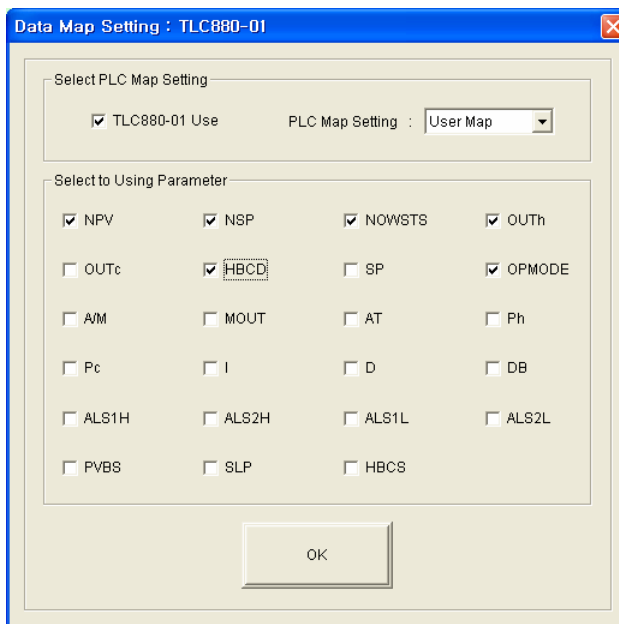 Data Map Setting : TLC880-01
Select PLC Map Setting
TLC880-01 Use PLC Map Setting : User Map
Select to Using Parameter
NPV NSP NOWSTS OUTh
OUTc HBCD SP OPMODE
A/M MOUT AT Ph
Pc I D DB
ALS1H ALS2H ALS1L ALS2L
PVBS SLP HBCS
OK